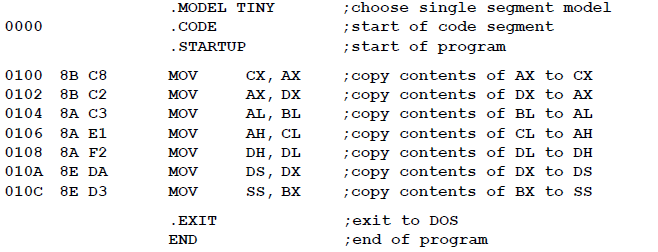 .MODEL TINY ;choose single segment model
0000 .CODE ;start of code segment
.STARTUP ;start of program
0100 8B C8 MOV CX, AX ;copy contents of AX to CX
0102 8B C2 MOV AX, DX ;copy contents of DX to AX
0104 8A C3 MOV AL, BL ;copy contents of BL to AL
0106 8A E1 MOV AH, CL ;copy contents of CL to AH
0108 8A F2 MOV DH, DL ;copy contents of DL to DH
010A 8E DA MOV DS, DX ;copy contents of DX to DS
010C 8E D3 MOV SS, BX ;copy contents of BX to SS
.EXIT ;exit to DOS
END ;end of program